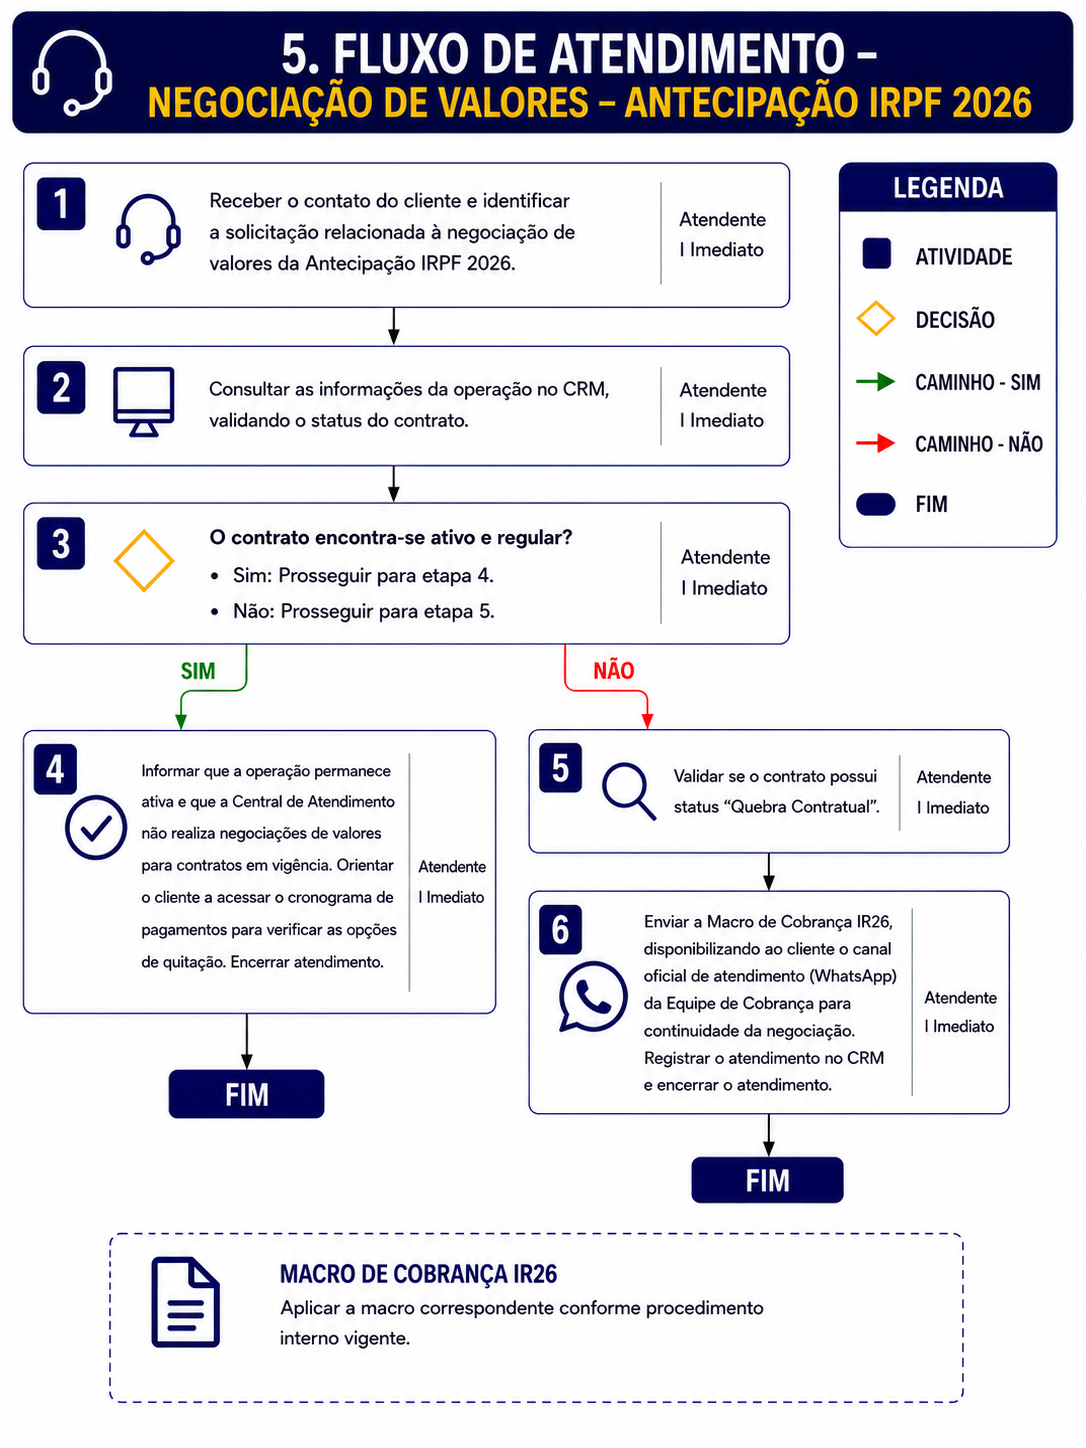 5. FLUXO DE ATENDIMENTO –
NEGOCIAÇÃO DE VALORES – ANTECIPAÇÃO IRPF 2026
1
Receber o contato do cliente e identificar
a solicitação relacionada à negociação de
valores da Antecipação IRPF 2026.
Atendente
| Imediato
LEGENDA
ATIVIDADE
DECISÃO
CAMINHO - SIM
CAMINHO - NÃO
FIM
2
Consultar as informações da operação no CRM,
validando o status do contrato.
Atendente
| Imediato
3
O contrato encontra-se ativo e regular?
• Sim: Prosseguir para etapa 4.
• Não: Prosseguir para etapa 5.
Atendente
| Imediato
SIM
NÃO
4
Informar que a operação permanece
ativa e que a Central de Atendimento
não realiza negociações de valores
para contratos em vigência. Orientar
o cliente a acessar o cronograma de
pagamentos para verificar as opções
de quitação. Encerrar atendimento.
Atendente
| Imediato
FIM
5
Validar se o contrato possui
status “Quebra Contratual”.
Atendente
| Imediato
6
Enviar a Macro de Cobrança IR26,
disponibilizando ao cliente o canal
oficial de atendimento (WhatsApp)
da Equipe de Cobrança para
continuidade da negociação.
Registrar o atendimento no CRM
e encerrar o atendimento.
Atendente
| Imediato
FIM
MACRO DE COBRANÇA IR26
Aplicar a macro correspondente conforme procedimento
interno vigente.